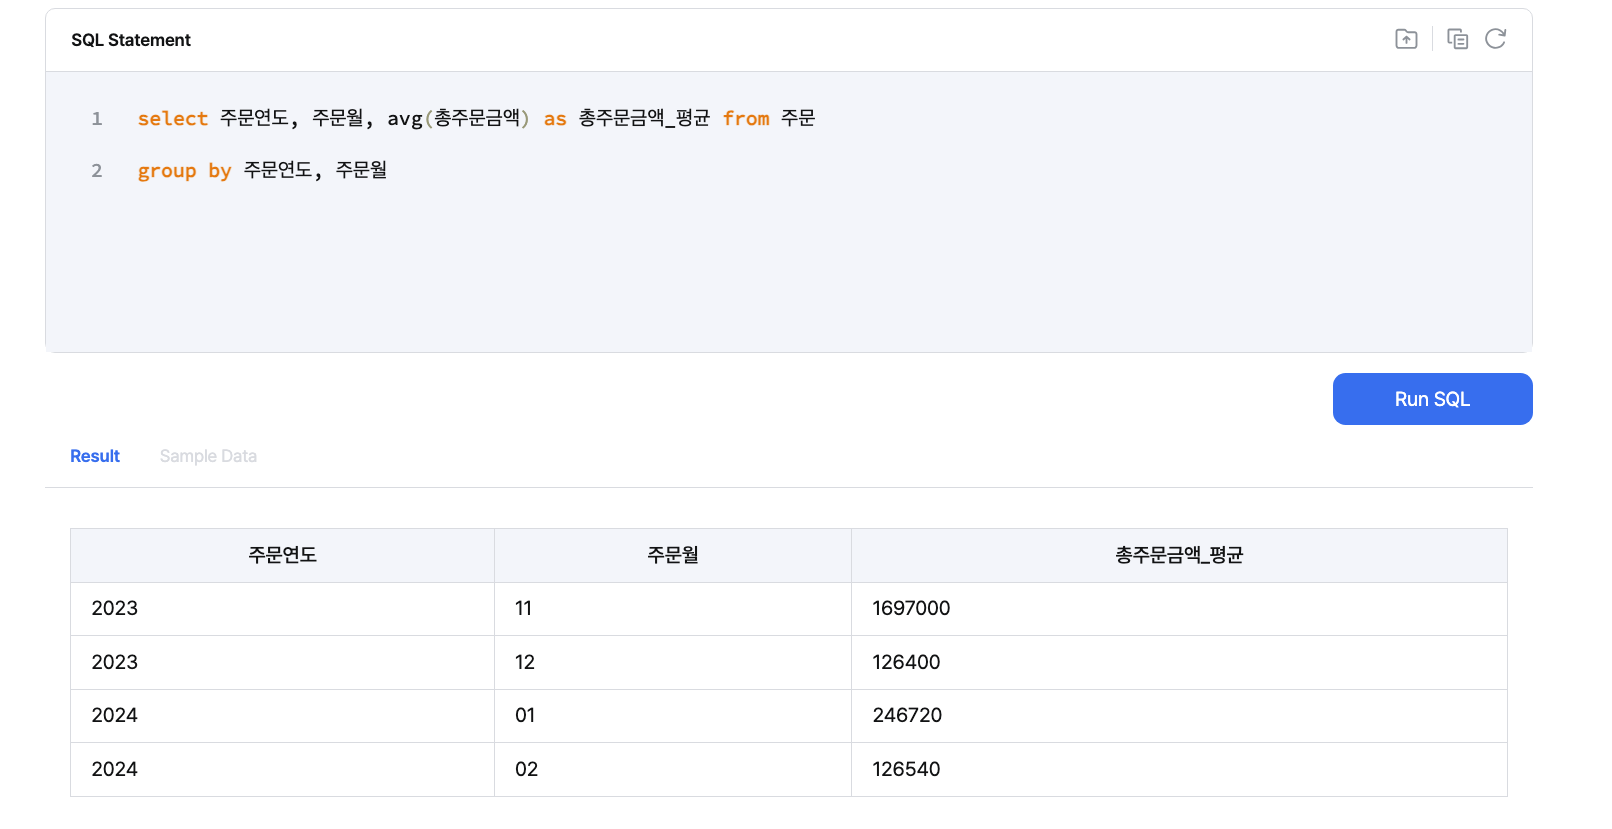 SQL Statement
1 select 주문연도, 주문월, avg(총주문금액) as 총주문금액_평균 from 주문
2 group by 주문연도, 주문월
Run SQL
Result Sample Data
주문연도 주문월 총주문금액_평균
2023 11 1697000
2023 12 126400
2024 01 246720
2024 02 126540